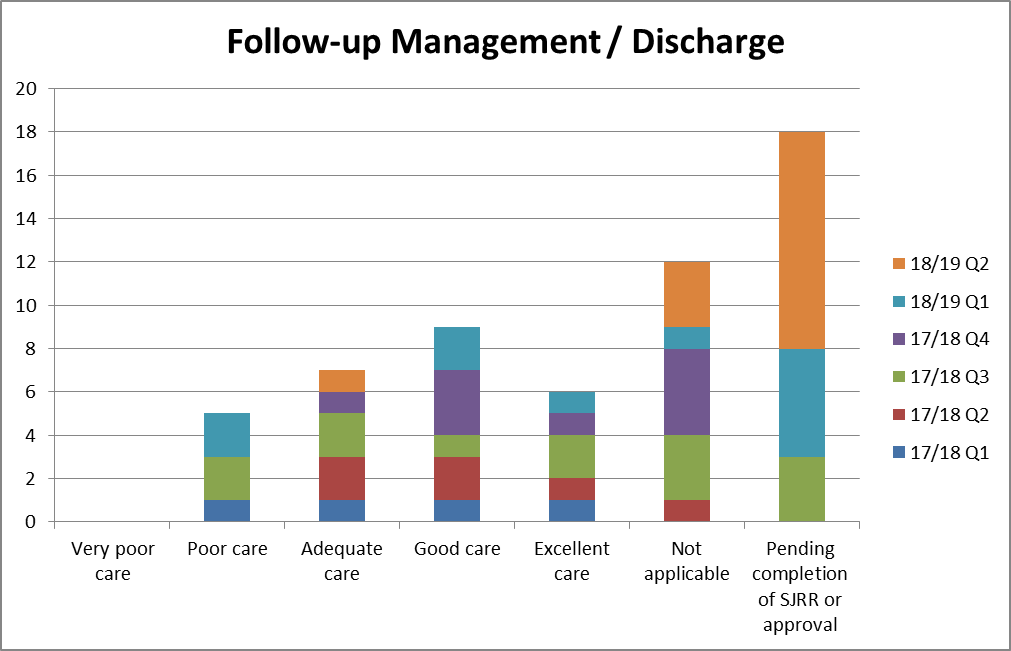 Follow-up Management / Discharge
20
18
16
14
12
10
8
6
4
2
0
Very poor
care
Poor care
Adequate
care
Good care
Excellent
care
Not
applicable
Pending
completion
of SJRR or
approval
18/19 Q2
18/19 Q1
17/18 Q4
17/18 Q3
17/18 Q2
17/18 Q1